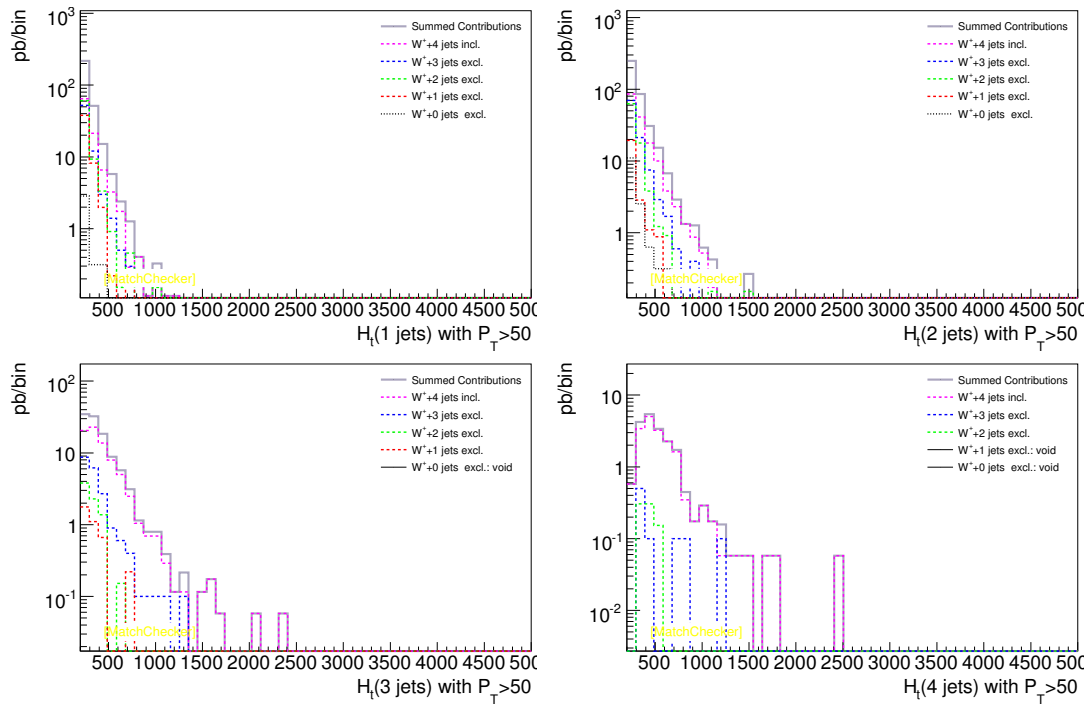 pb/bin
10³
10²
10
1
Summed Contributions
W⁺+4 jets incl.
W⁺+3 jets excl.
W⁺+2 jets excl.
W⁺+1 jets excl.
W⁺+0 jets excl.
[MatchChecker]
500 1000 1500 2000 2500 3000 3500 4000 4500 500
H_t(1 jets) with P_T>50
pb/bin
10³
10²
10
1
Summed Contributions
W⁺+4 jets incl.
W⁺+3 jets excl.
W⁺+2 jets excl.
W⁺+1 jets excl.
W⁺+0 jets excl.
[MatchChecker]
500 1000 1500 2000 2500 3000 3500 4000 4500 500
H_t(2 jets) with P_T>50
pb/bin
10²
10
1
10⁻¹
Summed Contributions
W⁺+4 jets incl.
W⁺+3 jets excl.
W⁺+2 jets excl.
W⁺+1 jets excl.
W⁺+0 jets excl.: void
[MatchChecker]
500 1000 1500 2000 2500 3000 3500 4000 4500 500
H_t(3 jets) with P_T>50
pb/bin
10
1
10⁻¹
10⁻²
Summed Contributions
W⁺+4 jets incl.
W⁺+3 jets excl.
W⁺+2 jets excl.
W⁺+1 jets excl.: void
W⁺+0 jets excl.: void
[MatchChecker]
500 1000 1500 2000 2500 3000 3500 4000 4500 500
H_t(4 jets) with P_T>50